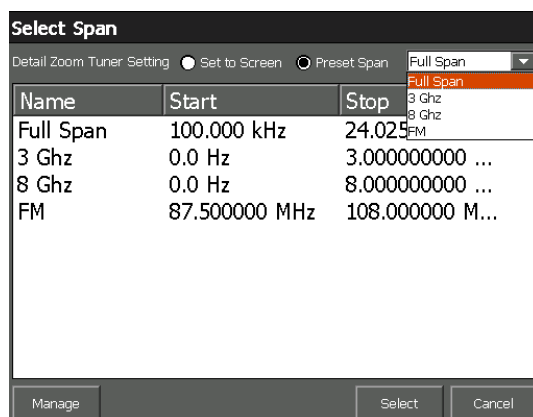 Select Span
Detail Zoom Tuner Setting Set to Screen Preset Span Full Span
Full Span
3 Ghz
8 Ghz
FM
Name Start Stop
Full Span 100.000 kHz 24.025
3 Ghz 0.0 Hz 3.000000000 ...
8 Ghz 0.0 Hz 8.000000000 ...
FM 87.500000 MHz 108.000000 M...
Manage Select Cancel